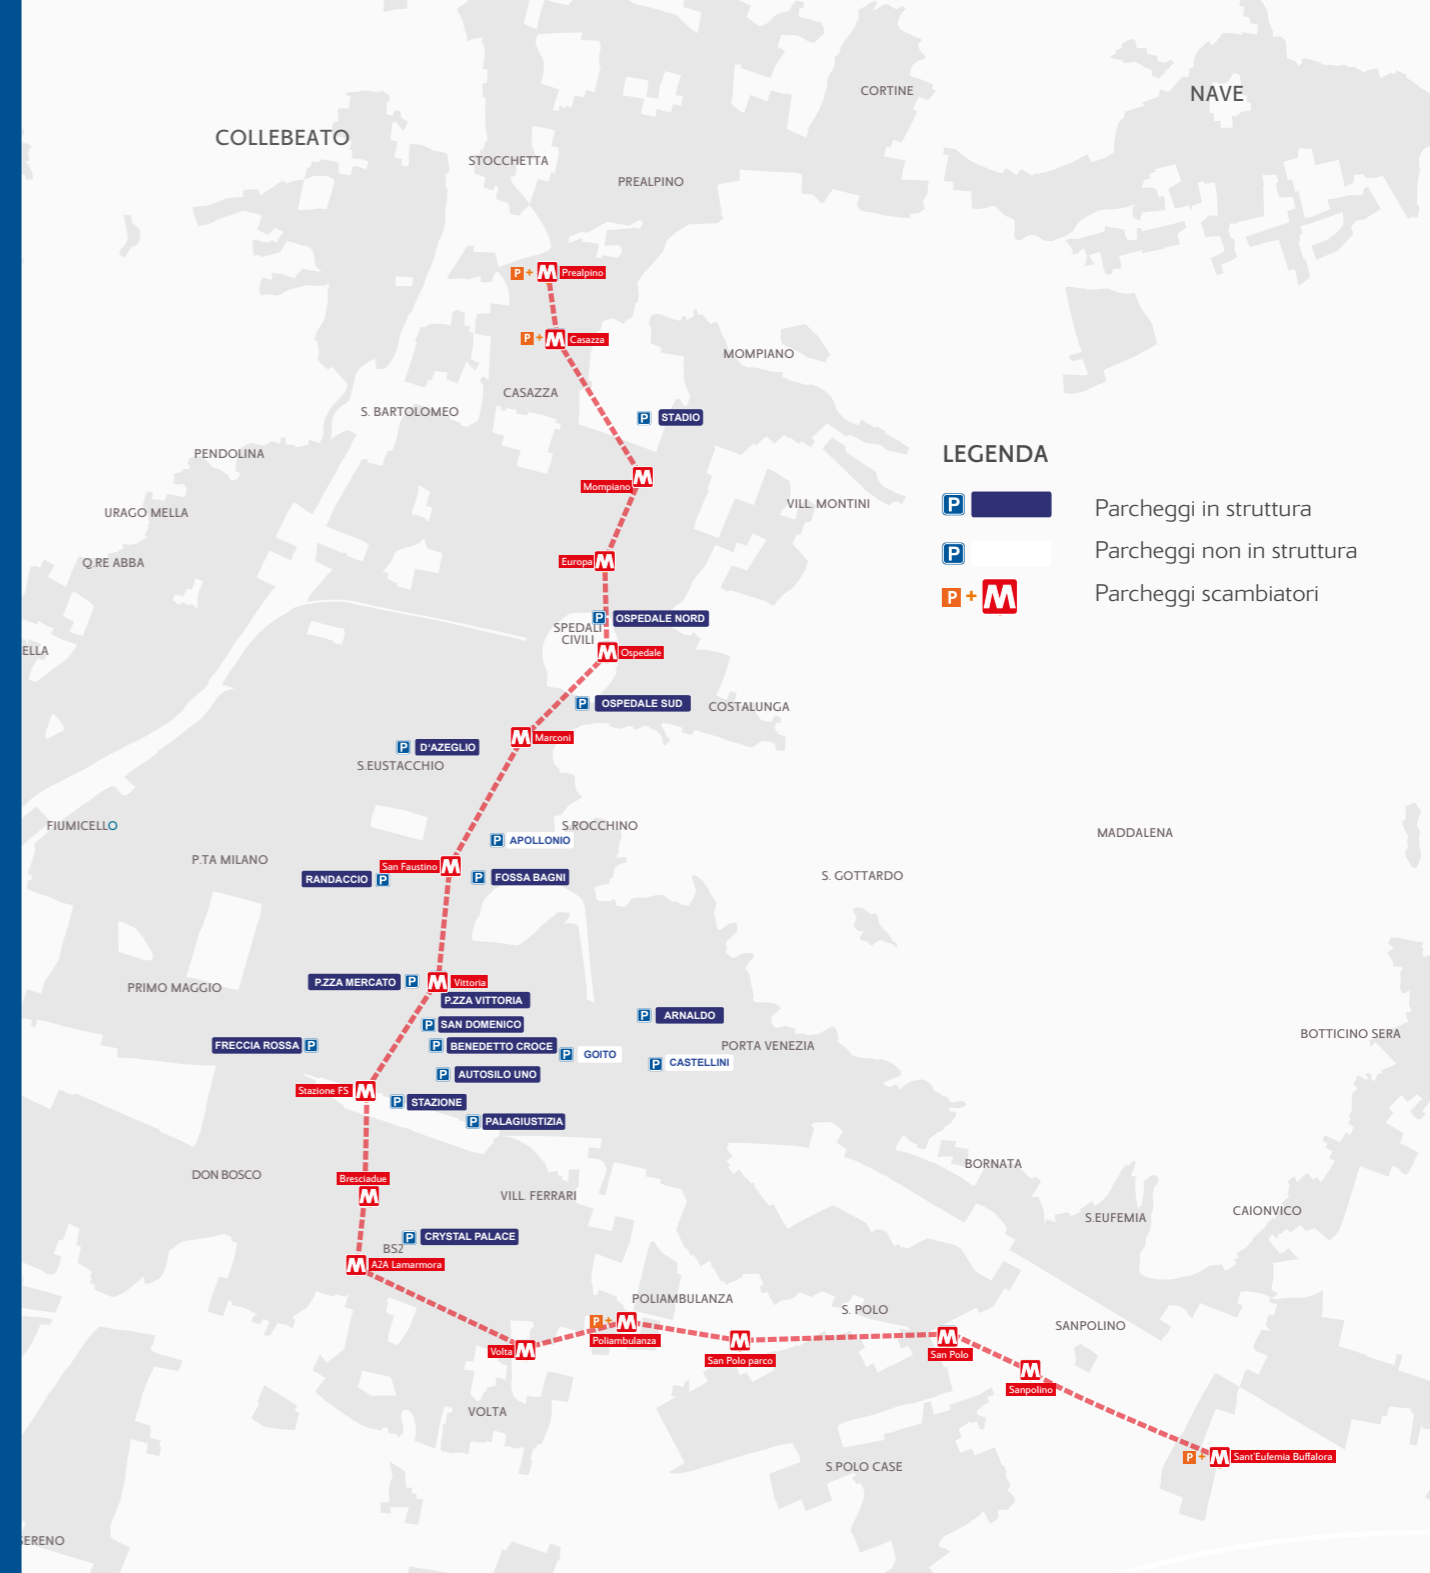 CORTINE
NAVE
COLLEBEATO
STOCCHETTA
PREALPINO
P + M Prealpino
P + M Casazza
MOMPIANO
CASAZZA
S. BARTOLOMEO
P STADIO
PENDOLINA
LEGENDA
Mompiano M
VILL. MONTINI
P Parcheggi in struttura
URAGO MELLA
P Parcheggi non in struttura
Q.RE ABBA
Europa M
P + M Parcheggi scambiatori
P OSPEDALE NORD
SPEDALI
CIVILI
ELLA
M Ospedale
P OSPEDALE SUD
COSTALUNGA
M Marconi
P D'AZEGLIO
S.EUSTACCHIO
FIUMICELLO
S.ROCCHINO
MADDALENA
P APOLLONIO
P.TA MILANO
San Faustino M
RANDACCIO P
P FOSSA BAGNI
S. GOTTARDO
PRIMO MAGGIO
P.ZZA MERCATO P
M Vittoria
P.ZZA VITTORIA
P ARNALDO
P SAN DOMENICO
BOTTICINO SERA
FRECCIA ROSSA P
P BENEDETTO CROCE
P GOITO
PORTA VENEZIA
P CASTELLINI
P AUTOSILO UNO
Stazione FS M
P STAZIONE
P PALAGIUSTIZIA
BORNATA
DON BOSCO
Bresciadue
M
VILL. FERRARI
CAIONVICO
S.EUFEMIA
P CRYSTAL PALACE
BS2
M A2A Lamarmora
POLIAMBULANZA
S. POLO
P + M
Poliambulanza
SANPOLINO
M
San Polo parco
M
San Polo
Volta M
M
Sanpolino
VOLTA
P + M Sant'Eufemia Buffalora
S.POLO CASE
SERENO